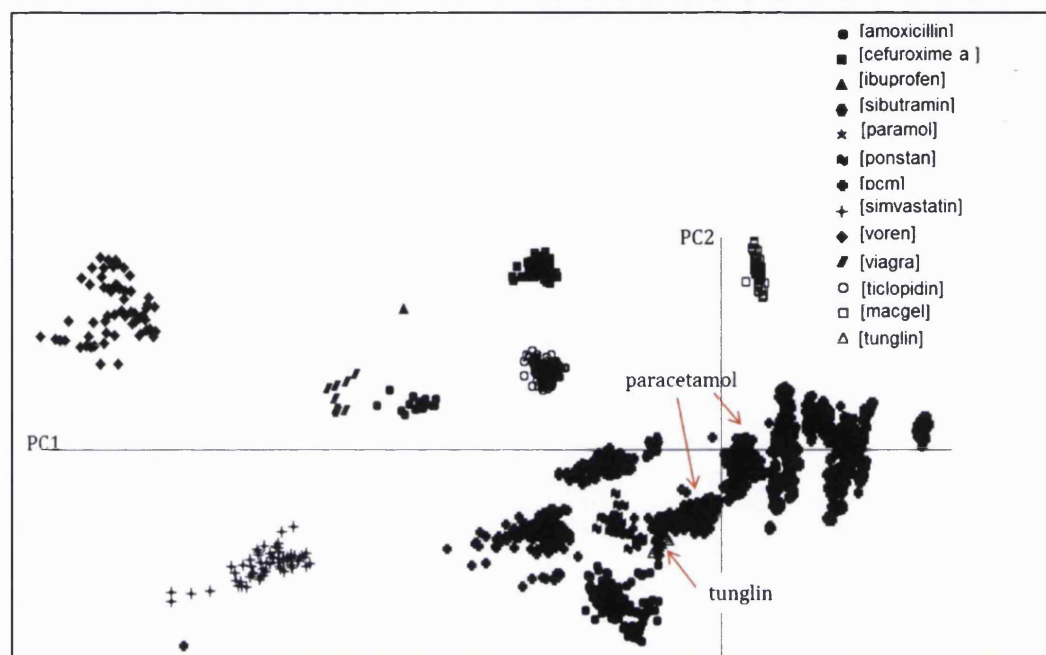 [amoxicillin]
[cefuroxime a ]
[ibuprofen]
[sibutramin]
[paramol]
[ponstan]
[pcm]
[simvastatin]
[voren]
[viagra]
[ticlopidin]
[macgel]
[tunglin]
PC2
paracetamol
PC1
tunglin